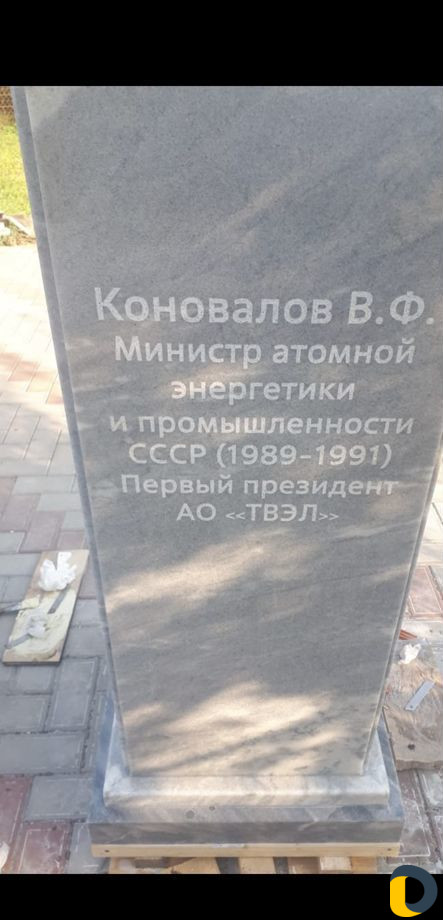 Коновалов В.Ф.
Министр атомной
энергетики
и промышленности
СССР (1989-1991)
Первый президент
АО «ТВЭЛ»